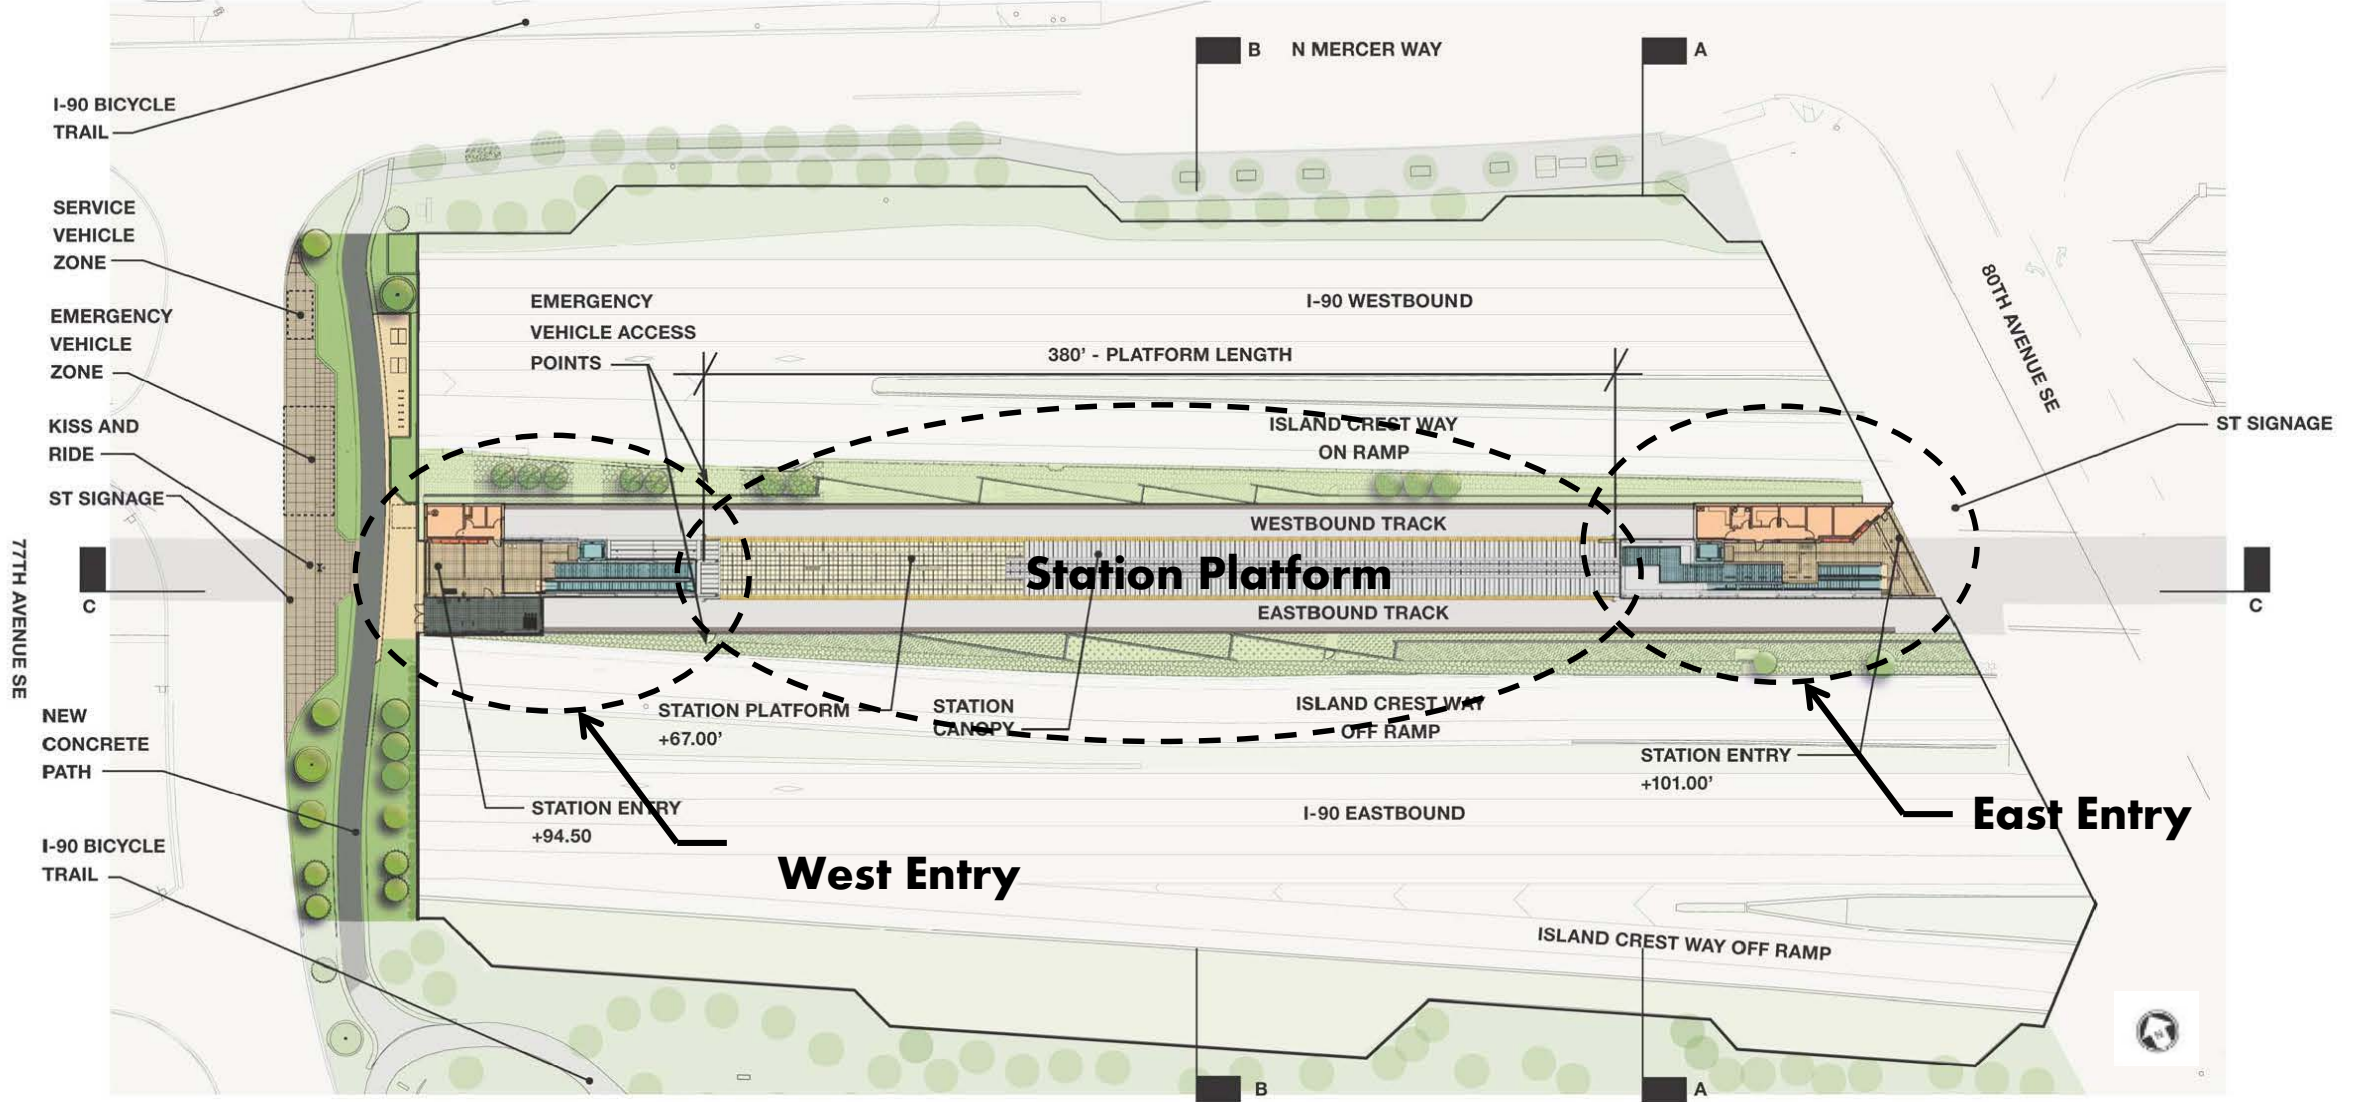 B
N MERCER WAY
A
I-90 BICYCLE
TRAIL
SERVICE
VEHICLE
ZONE
EMERGENCY
VEHICLE
ZONE
KISS AND
RIDE
ST SIGNAGE
77TH AVENUE SE
C
NEW
CONCRETE
PATH
I-90 BICYCLE
TRAIL
EMERGENCY
VEHICLE ACCESS
POINTS
I-90 WESTBOUND
380' - PLATFORM LENGTH
ISLAND CREST WAY
ON RAMP
WESTBOUND TRACK
Station Platform
EASTBOUND TRACK
80TH AVENUE SE
ST SIGNAGE
C
STATION PLATFORM
+67.00'
STATION
CANOPY
ISLAND CREST WAY
OFF RAMP
STATION ENTRY
+101.00'
STATION ENTRY
+94.50
I-90 EASTBOUND
East Entry
West Entry
ISLAND CREST WAY OFF RAMP
N
B
A